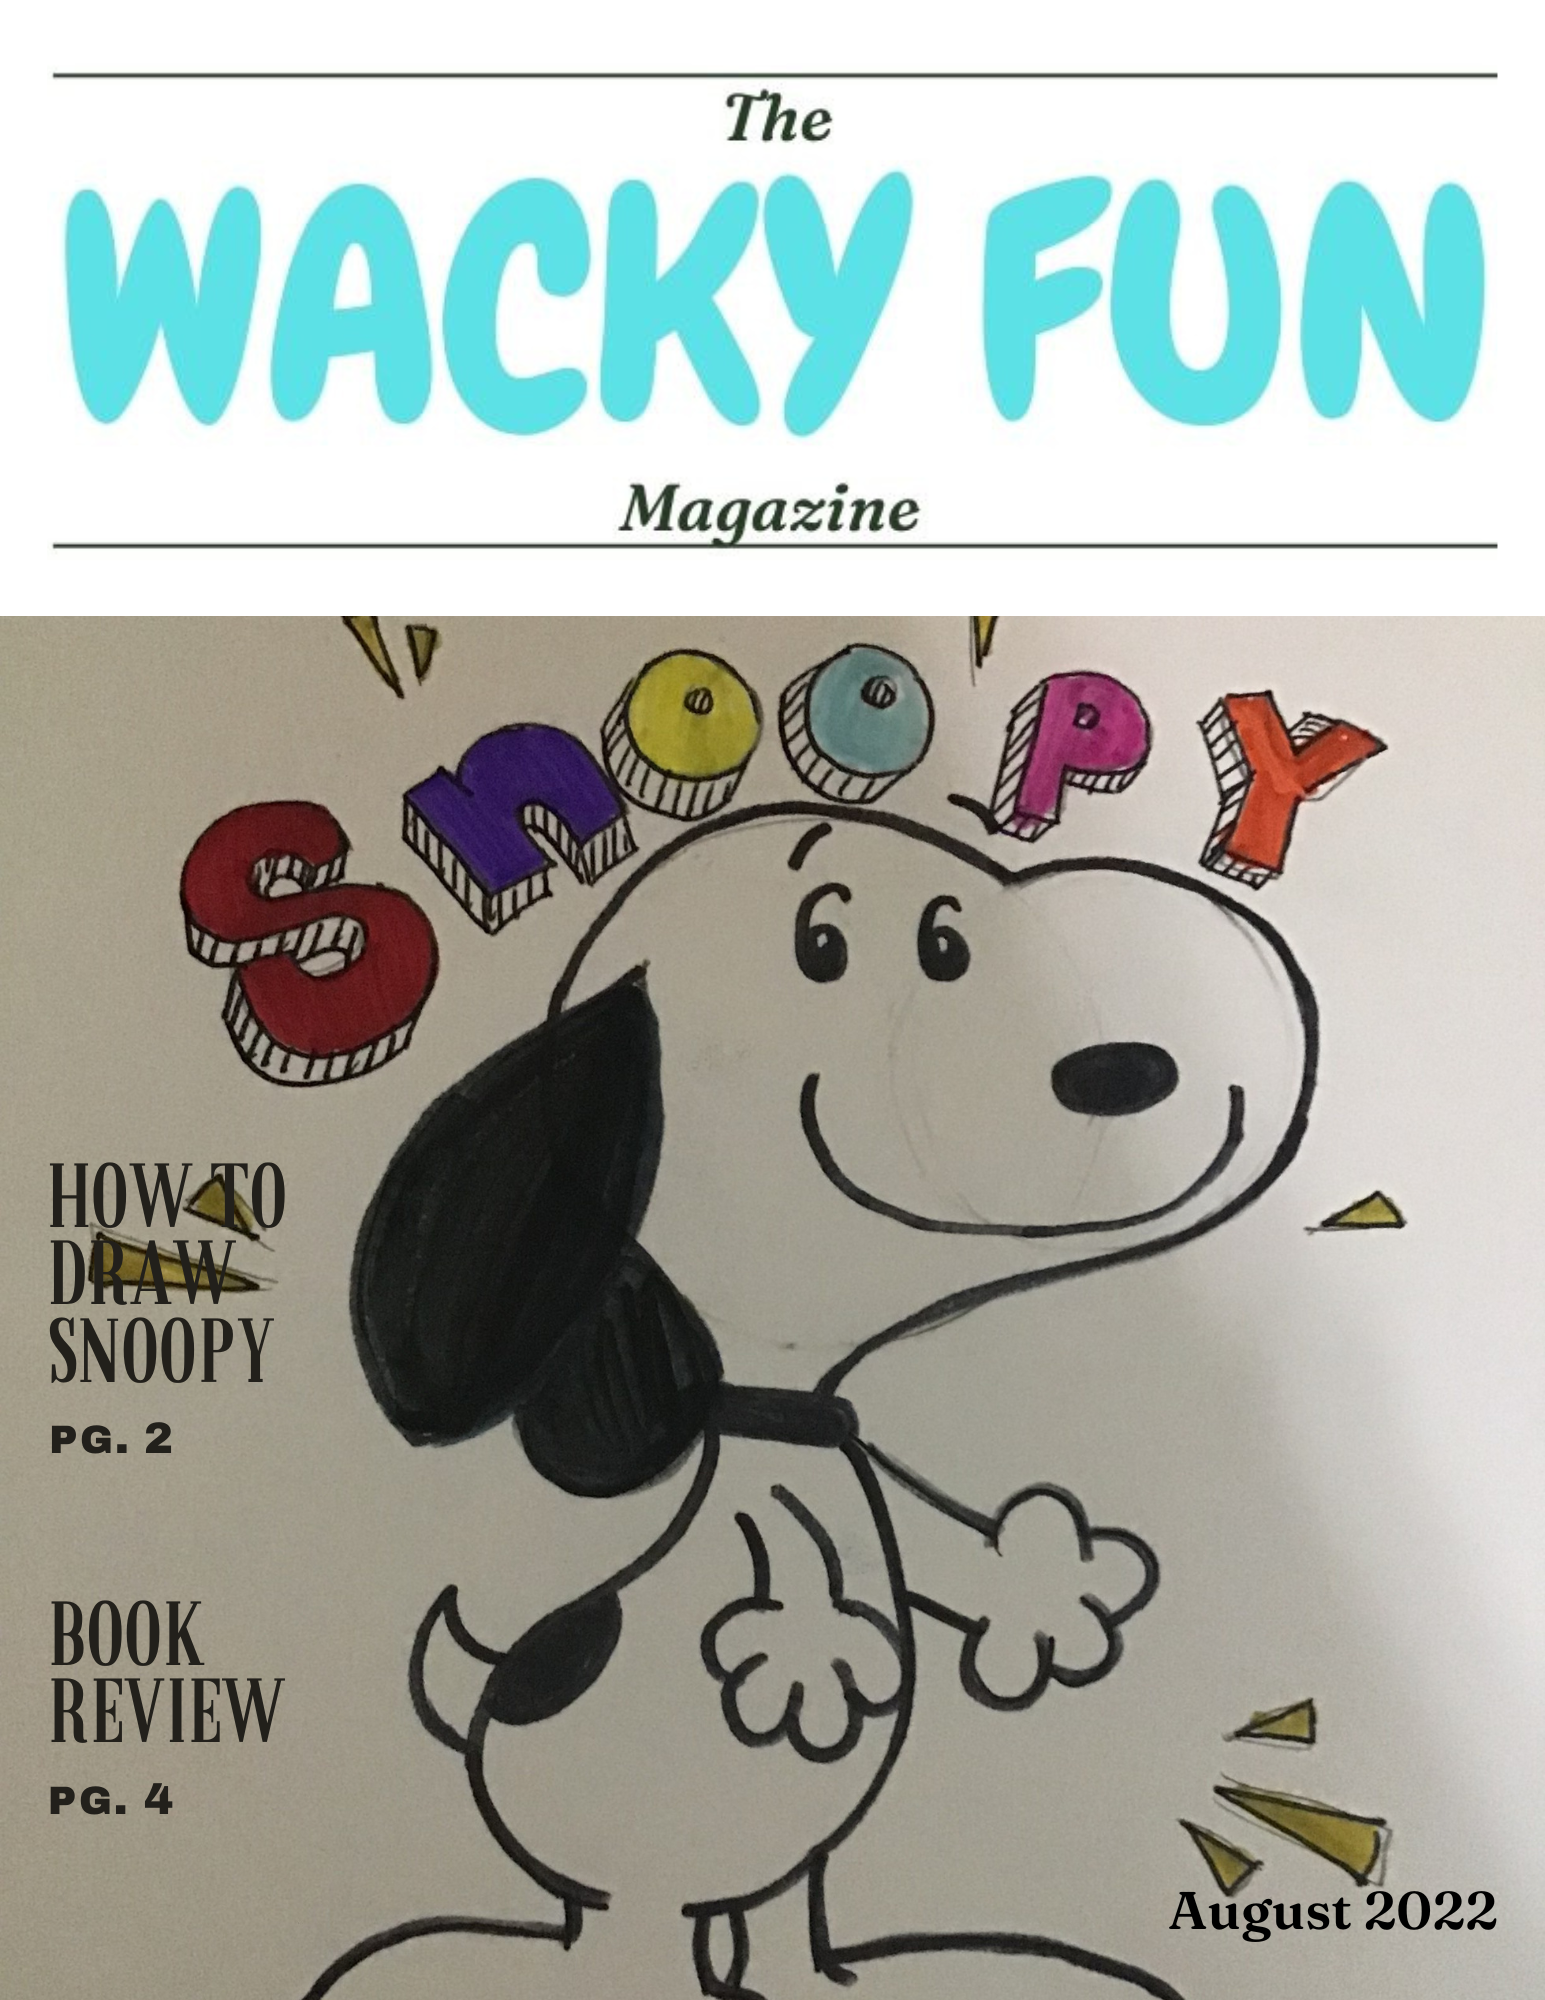 The
WACKY FUN
Magazine
SnOOPY
HOW TO
DRAW
SNOOPY
PG. 2
BOOK
REVIEW
PG. 4
August 2022